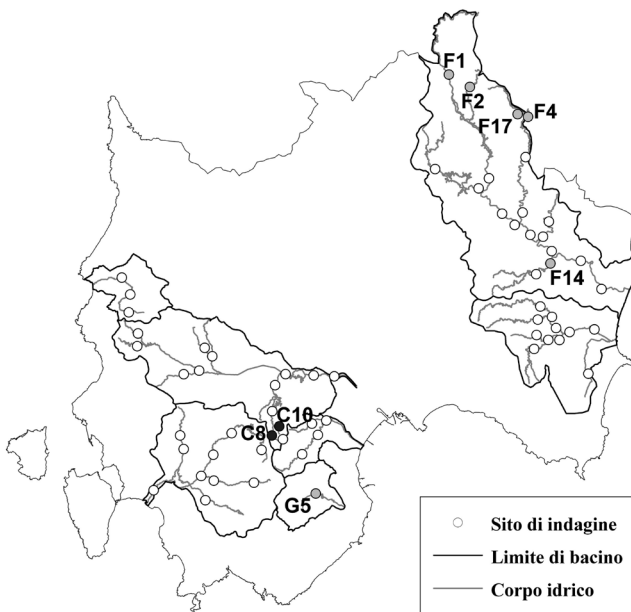 F1
F2
F17
F4
F14
C10
C8
G5
Sito di indagine
Limite di bacino
Corpo idrico